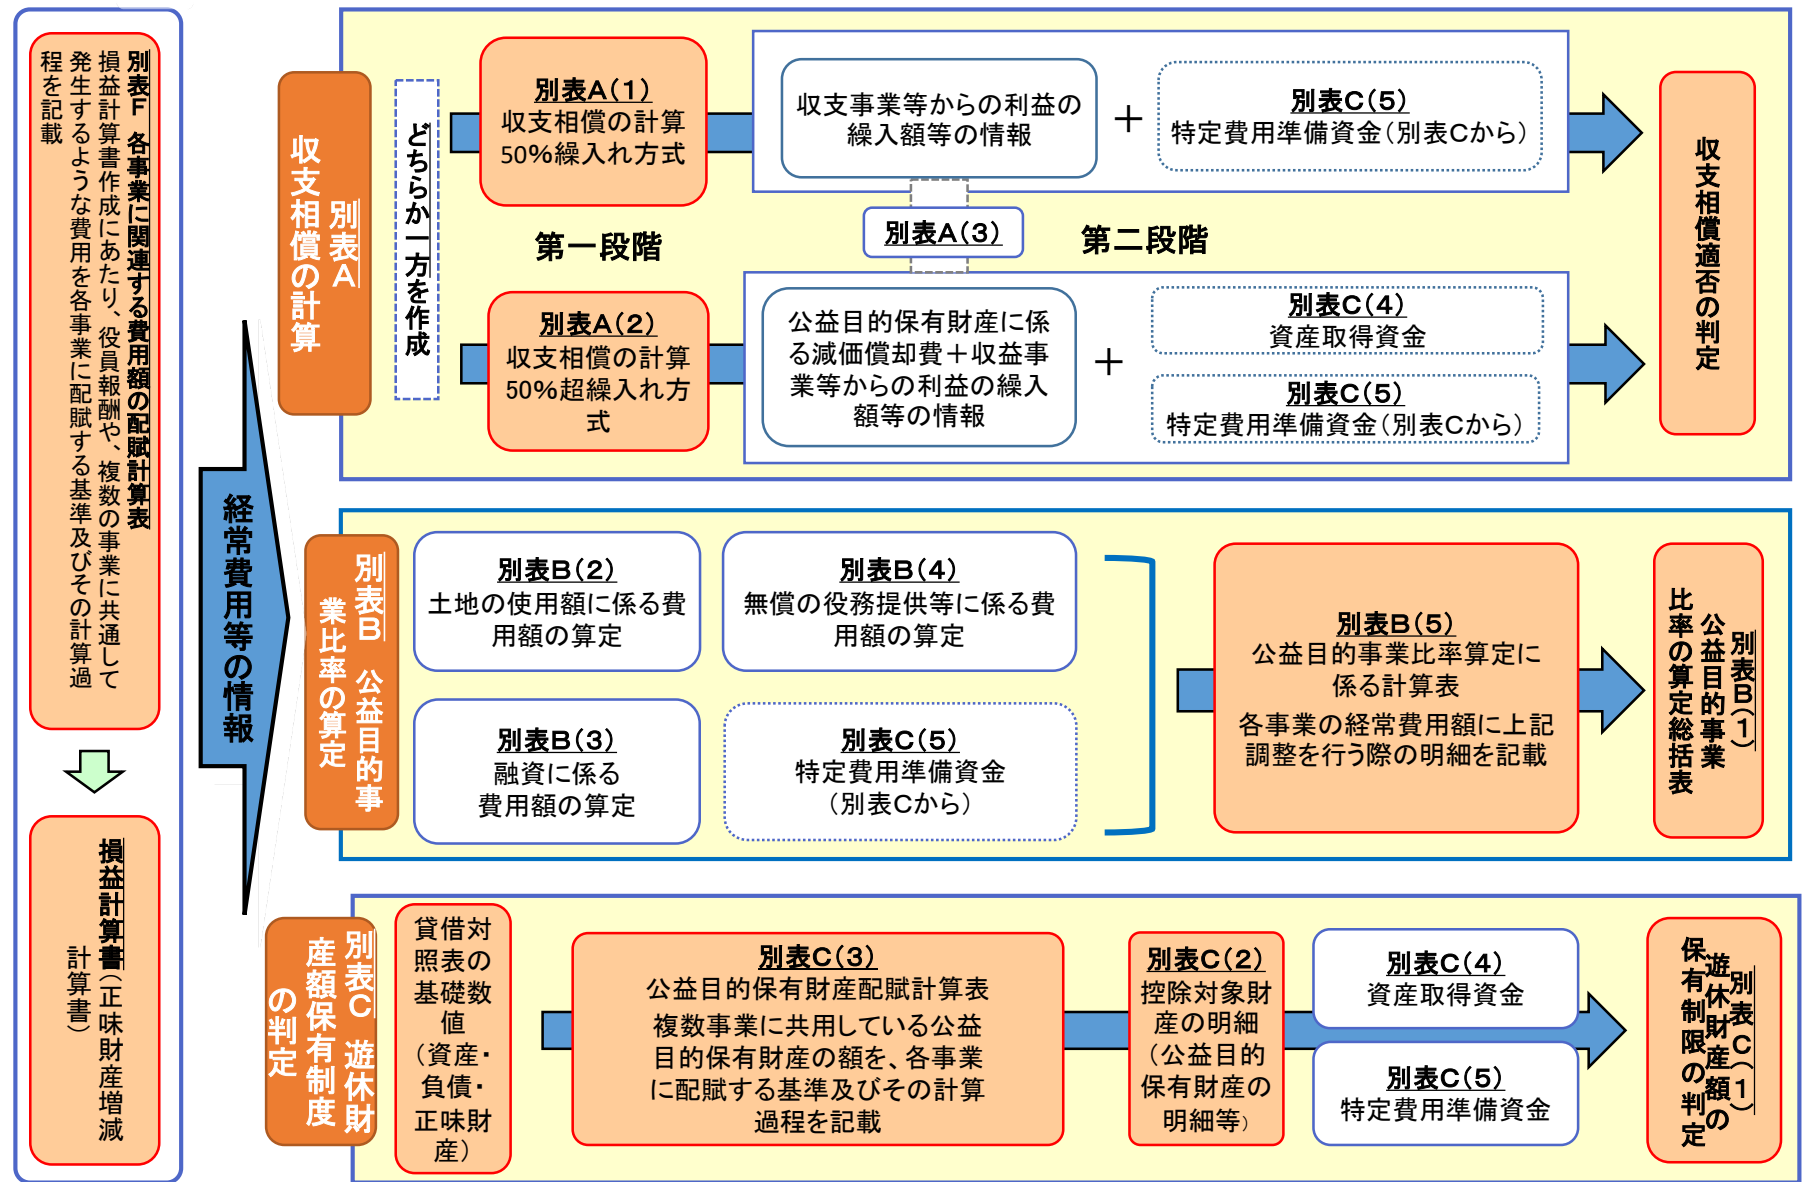 別表F 各事業に関連する費用額の配賦計算表
損益計算書作成にあたり、役員報酬や、複数の事業に共通して
発生するような費用を各事業に配賦する基準及びその計算過
程を記載
損益計算書(正味財産増減
計算書)
経常費用等の情報
別表A
収支相償の計算
どちらか一方を作成
別表A(1)
収支相償の計算
50%繰入れ方式
収支事業等からの利益の
繰入額等の情報
+
別表C(5)
特定費用準備資金(別表Cから)
第一段階
別表A(3)
第二段階
別表A(2)
収支相償の計算
50%超繰入れ方
式
公益目的保有財産に係
る減価償却費+収益事
業等からの利益の繰入
額等の情報
+
別表C(4)
資産取得資金
別表C(5)
特定費用準備資金(別表Cから)
収支相償適否の判定
別表B 公益目的事
業比率の算定
別表B(2)
土地の使用額に係る費
用額の算定
別表B(4)
無償の役務提供等に係る費
用額の算定
別表B(3)
融資に係る
費用額の算定
別表C(5)
特定費用準備資金
(別表Cから)
別表B(5)
公益目的事業比率算定に
係る計算表
各事業の経常費用額に上記
調整を行う際の明細を記載
別表B(1)
公益目的事業
比率の算定総括表
別表C 遊休財
産額保有制度
の判定
貸借対
照表の
基礎数
値
(資産・
負債・
正味財
産)
別表C(3)
公益目的保有財産配賦計算表
複数事業に共用している公益
目的保有財産の額を、各事業
に配賦する基準及びその計算
過程を記載
別表C(2)
控除対象財
産の明細
(公益目的
保有財産の
明細等)
別表C(4)
資産取得資金
別表C(5)
特定費用準備資金
別表C(1)
遊休財産額の
保有制限の判定